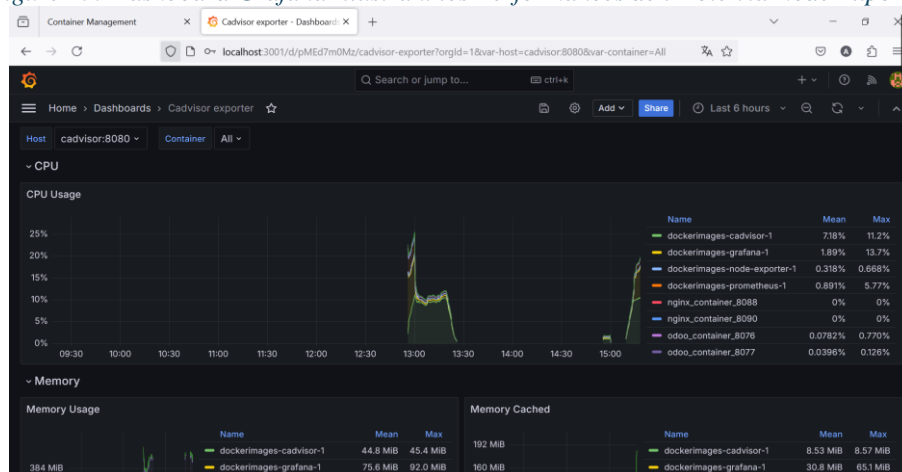 Container Management
Cadvisor exporter - Dashboards
localhost:3001/d/pMEd7m0Mz/cadvisor-exporter?orgId=1&var-host=cadvisor:8080&var-container=All
Search or jump to...
ctrl+k
Home > Dashboards > Cadvisor exporter
Add
Share
Last 6 hours
Host
cadvisor:8080
Container
All
CPU
CPU Usage
Name Mean Max
dockerimages-cadvisor-1 7.18% 11.2%
dockerimages-grafana-1 1.89% 13.7%
dockerimages-node-exporter-1 0.318% 0.668%
dockerimages-prometheus-1 0.891% 5.77%
nginx_container_8088 0% 0%
nginx_container_8090 0% 0%
odoo_container_8076 0.0782% 0.770%
odoo_container_8077 0.0396% 0.126%
25%
20%
15%
10%
5%
0%
09:30 10:00 10:30 11:00 11:30 12:00 12:30 13:00 13:30 14:00 14:30 15:00
Memory
Memory Usage
Name Mean Max
dockerimages-cadvisor-1 44.8 MiB 45.4 MiB
dockerimages-grafana-1 75.6 MiB 92.0 MiB
384 MiB
Memory Cached
Name Mean Max
192 MiB
dockerimages-cadvisor-1 8.53 MiB 8.57 MiB
160 MiB
dockerimages-grafana-1 30.8 MiB 65.1 MiB